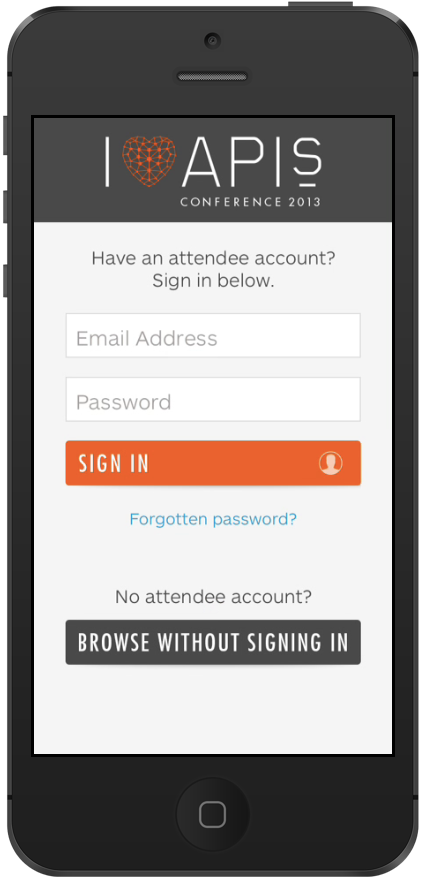 I APIS
CONFERENCE 2013
Have an attendee account?
Sign in below.
Email Address
Password
SIGN IN
Forgotten password?
No attendee account?
BROWSE WITHOUT SIGNING IN